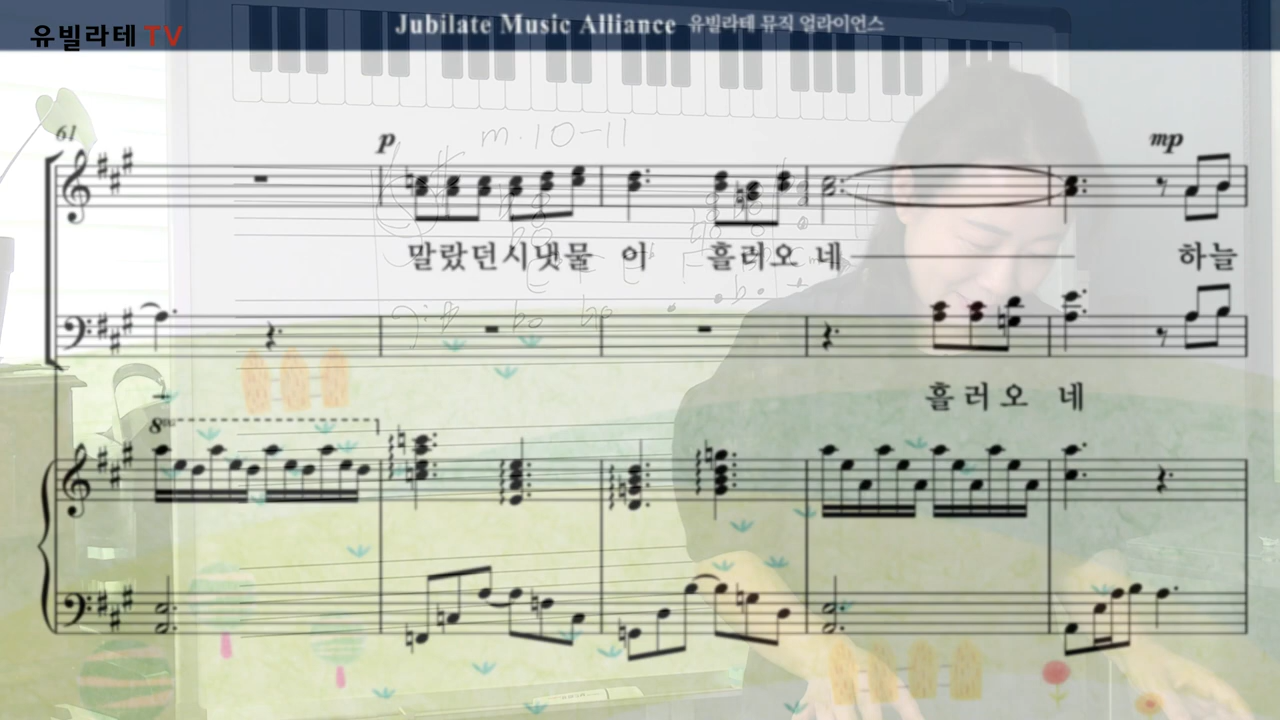 Jubilate Music Alliance 유빌라테 뮤직 얼라이언스
유빌라테 TV
m.10-11
61
p
mp
말랐던시냇물 이 흘러오 네 하늘
흘러오 네
8va